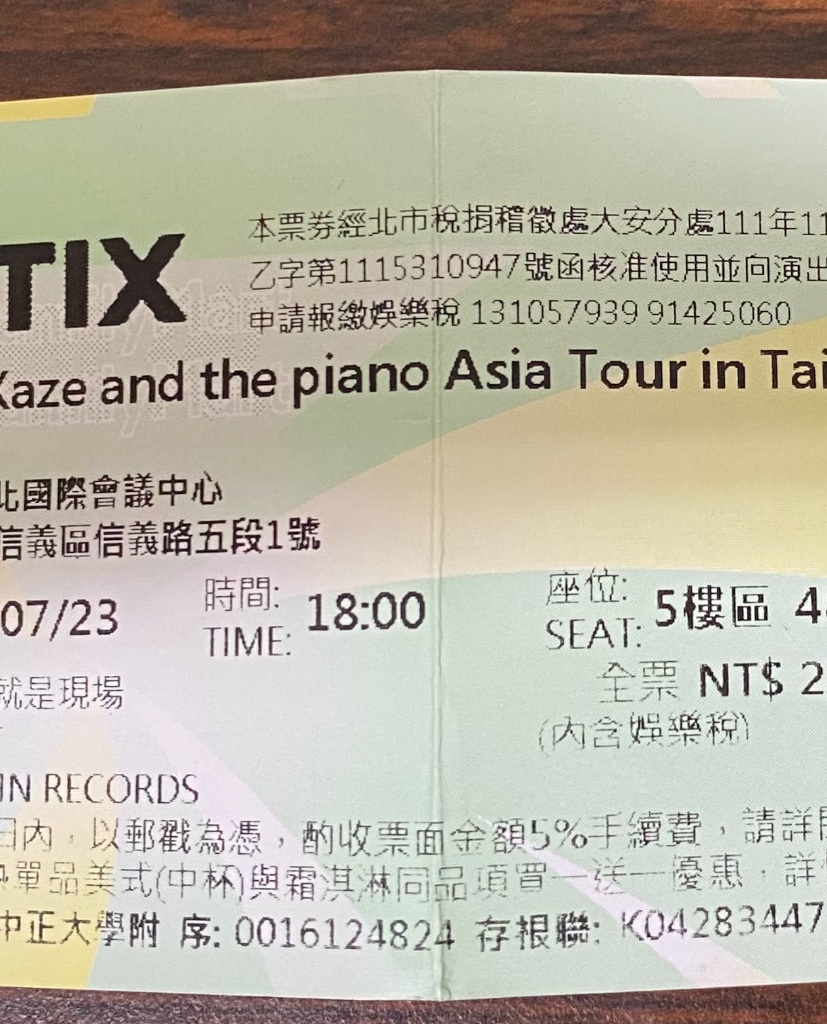 TIX
本票券經北市稅捐稽徵處大安分處111年11
乙字第1115310947號函核准使用並向演出
申請報繳娛樂稅 131057939 91425060
Kaze and the piano Asia Tour in Tai
北國際會議中心
信義區信義路五段1號
07/23 時間: TIME: 18:00 座位: SEAT: 5樓區 4
全票 NT$ 2
就是現場
(內含娛樂稅)
IN RECORDS
日內，以郵戳為憑，酌收票面金額5%手續費，請詳閱
單品美式(中杯)與霜淇淋同品項買一送一優惠，詳
中正大學附 序: 0016124824 存根聯: K04283447